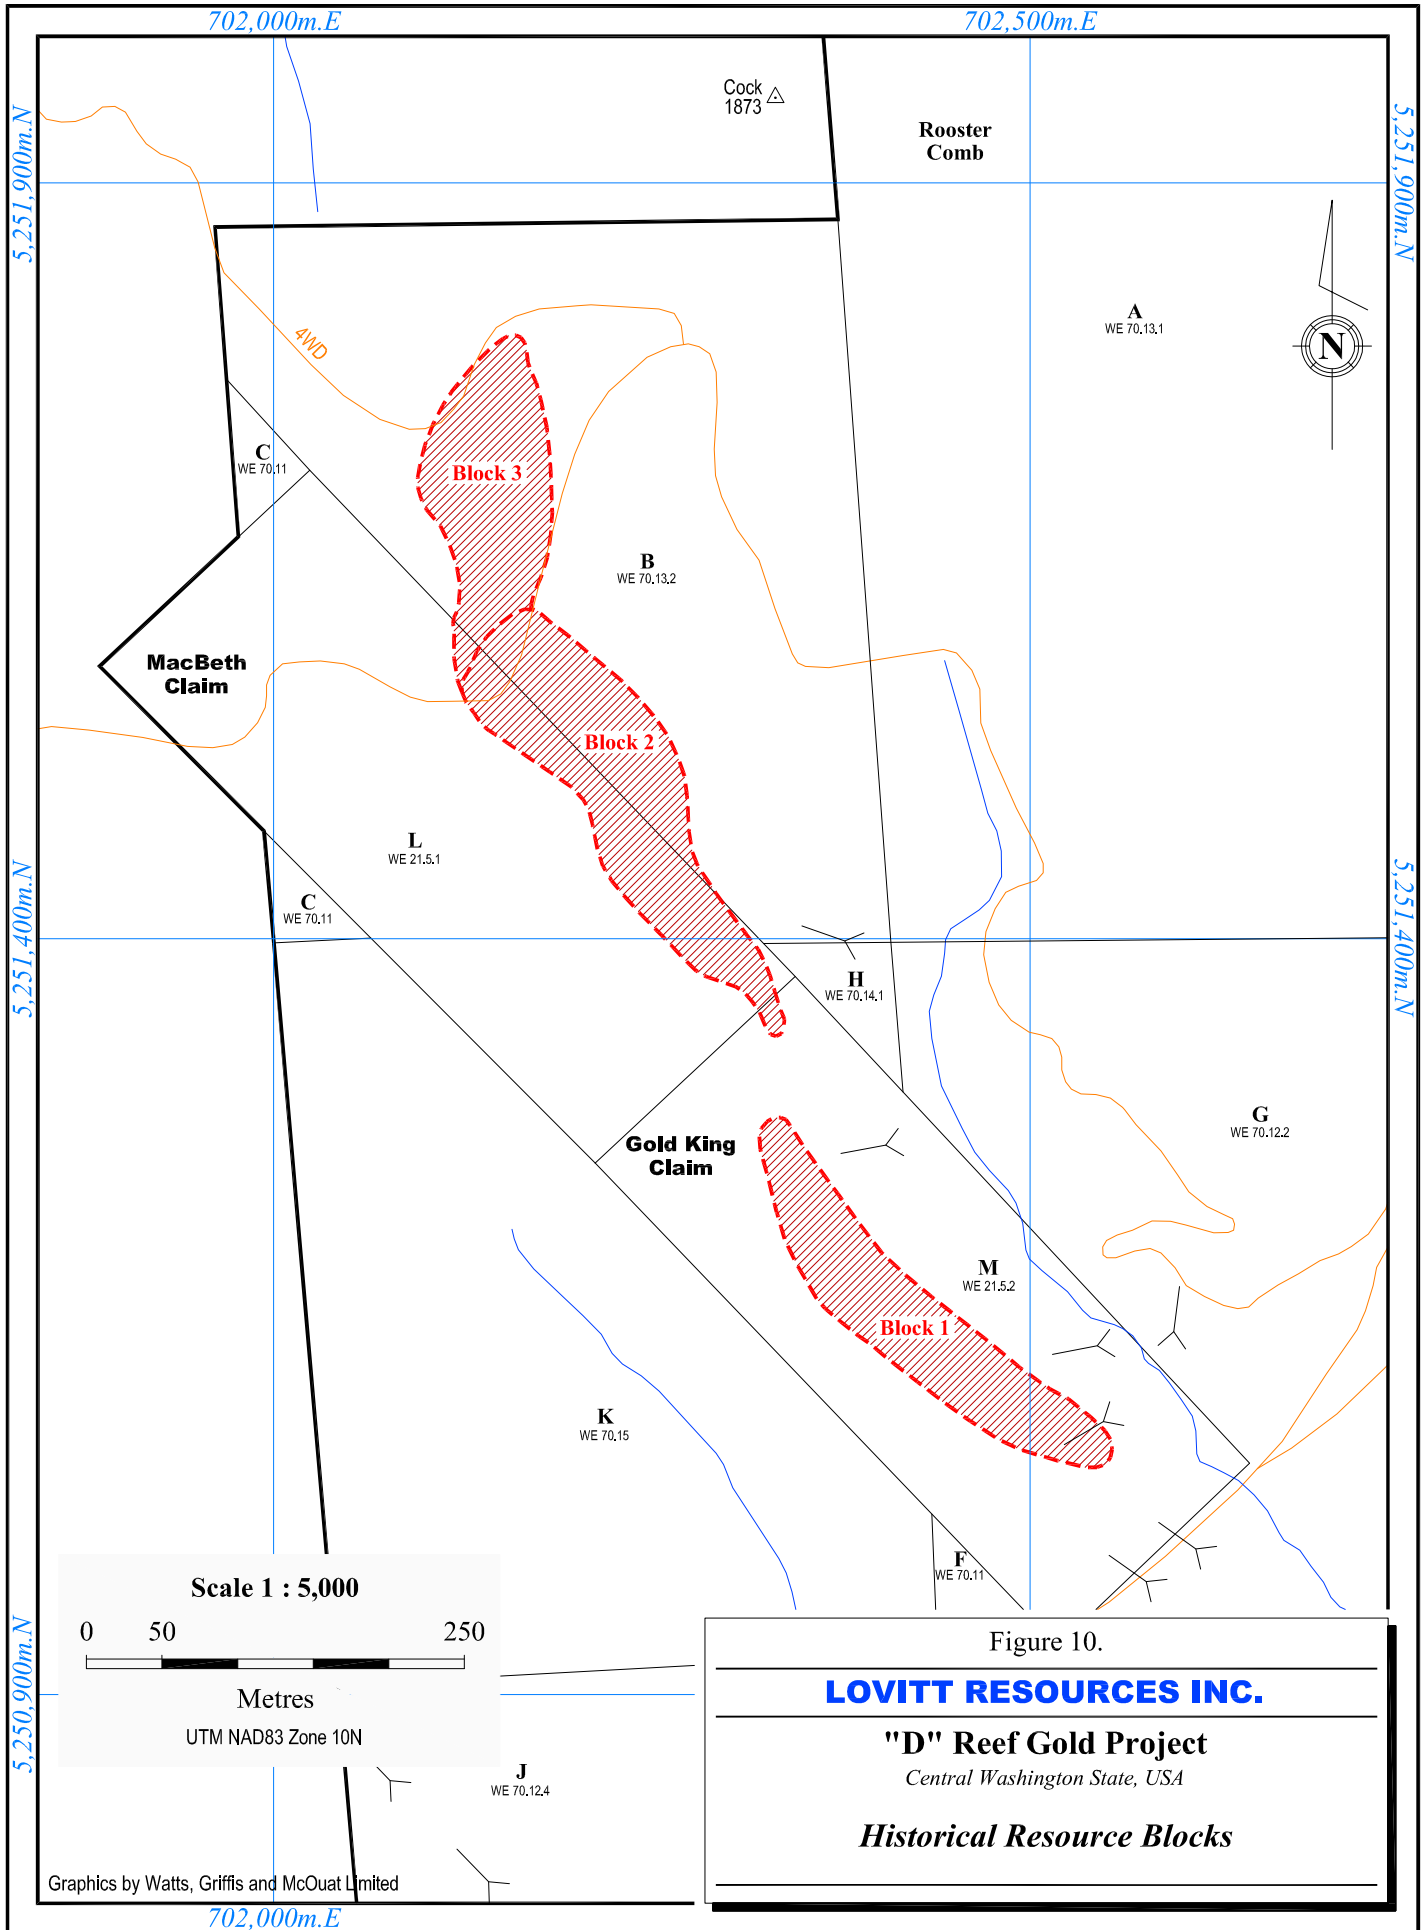 702,000m.E
702,500m.E
5,251,900m.N
5,251,900m.N
Cock
1873
Rooster
Comb
A
WE 70.13.1
N
4WD
C
WE 70.11
Block 3
B
WE 70.13.2
MacBeth
Claim
Block 2
L
WE 21.5.1
C
WE 70.11
5,251,400m.N
5,251,400m.N
H
WE 70.14.1
G
WE 70.12.2
Gold King
Claim
M
WE 21.5.2
Block 1
K
WE 70.15
F
WE 70.11
Scale 1 : 5,000
0 50 250
Metres
UTM NAD83 Zone 10N
5,250,900m.N
J
WE 70.12.4
Figure 10.
LOVITT RESOURCES INC.
"D" Reef Gold Project
Central Washington State, USA
Historical Resource Blocks
Graphics by Watts, Griffis and McOuat Limited
702,000m.E